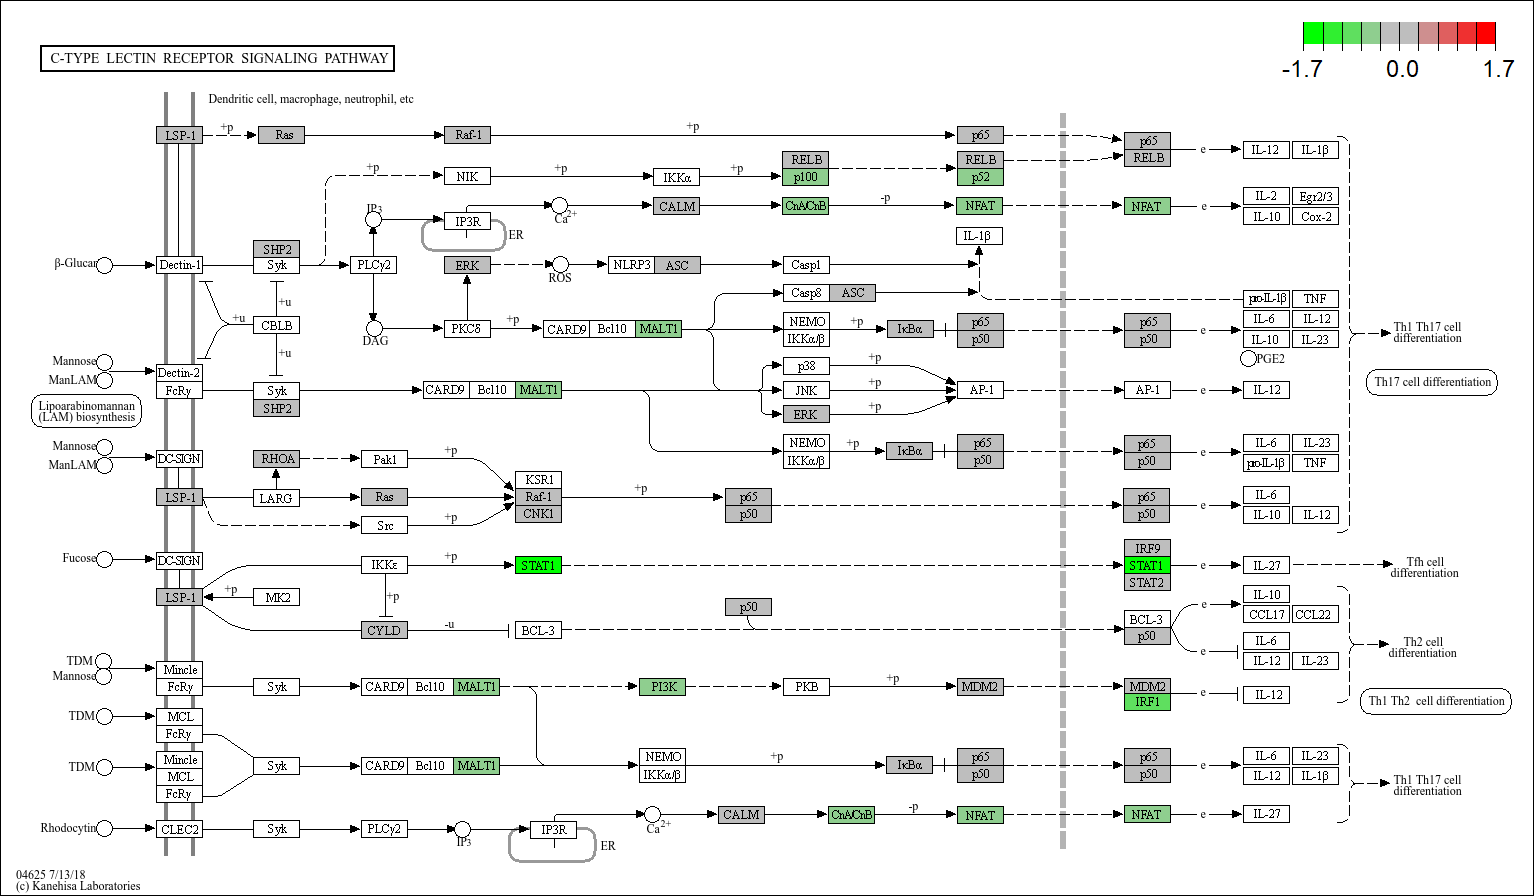 C-TYPE LECTIN RECEPTOR SIGNALING PATHWAY
-1.7 0.0 1.7
Dendritic cell, macrophage, neutrophil, etc
LSP-1 +p Ras Raf-1 +p p65 p65 RELB e IL-12 IL-1β
+p NIK +p IKKα +p RELB p100 RELB p52
IP3 IP3R Ca2+ CALM CnA/CnB -p NFAT NFAT e IL-2 Egr2/3
IL-10 Cox-2
ER
IL-1β
SHP2
β-Glucar Dectin-1 Syk PLCγ2 ERK ROS NLRP3 ASC Casp1
Casp8 ASC pro-IL-1β TNF
+u
+u CBLB DAG PKCδ +p CARD9 Bcl10 MALT1 NEMO IKKα/β +p IκBα p65 p50 p65 p50 e IL-6 IL-12
IL-10 IL-23
Th1 Th17 cell
differentiation
+u
PGE2
Mannose
ManLAM
Dectin-2
FcRγ Syk CARD9 Bcl10 MALT1
SHP2
p38 +p
JNK +p AP-1 AP-1 e IL-12
ERK +p
Th17 cell differentiation
Lipoarabinomannan
(LAM) biosynthesis
Mannose
ManLAM
DC-SIGN RHOA Pak1 +p NEMO IKKα/β +p IκBα p65 p50 p65 p50 e IL-6 IL-23
pro-IL-1β TNF
KSR1
LSP-1 LARG Ras Raf-1 +p p65 p50 p65 p50 e IL-6
IL-10 IL-12
CNK1
Src +p
Fucose DC-SIGN IKKε +p STAT1 IRF9 STAT1 STAT2 e IL-27 Tfh cell
differentiation
LSP-1 +p MK2 +p p50
CYLD -u BCL-3 BCL-3 p50 e IL-10
CCL17 CCL22
e IL-6
IL-12 IL-23
Th2 cell
differentiation
TDM
Mannose
Mincle
FcRγ Syk CARD9 Bcl10 MALT1 PI3K PKB +p MDM2 MDM2 IRF1 e IL-12
Th1 Th2 cell differentiation
TDM MCL
FcRγ
TDM Mincle
MCL
FcRγ
Syk CARD9 Bcl10 MALT1 NEMO IKKα/β +p IκBα p65 p50 p65 p50 e IL-6 IL-23
IL-12 IL-1β
Th1 Th17 cell
differentiation
Rhodocytin CLEC2 Syk PLCγ2 IP3 IP3R Ca2+ CALM CnA/CnB -p NFAT NFAT e IL-27
ER
04625 7/13/18
(c) Kanehisa Laboratories